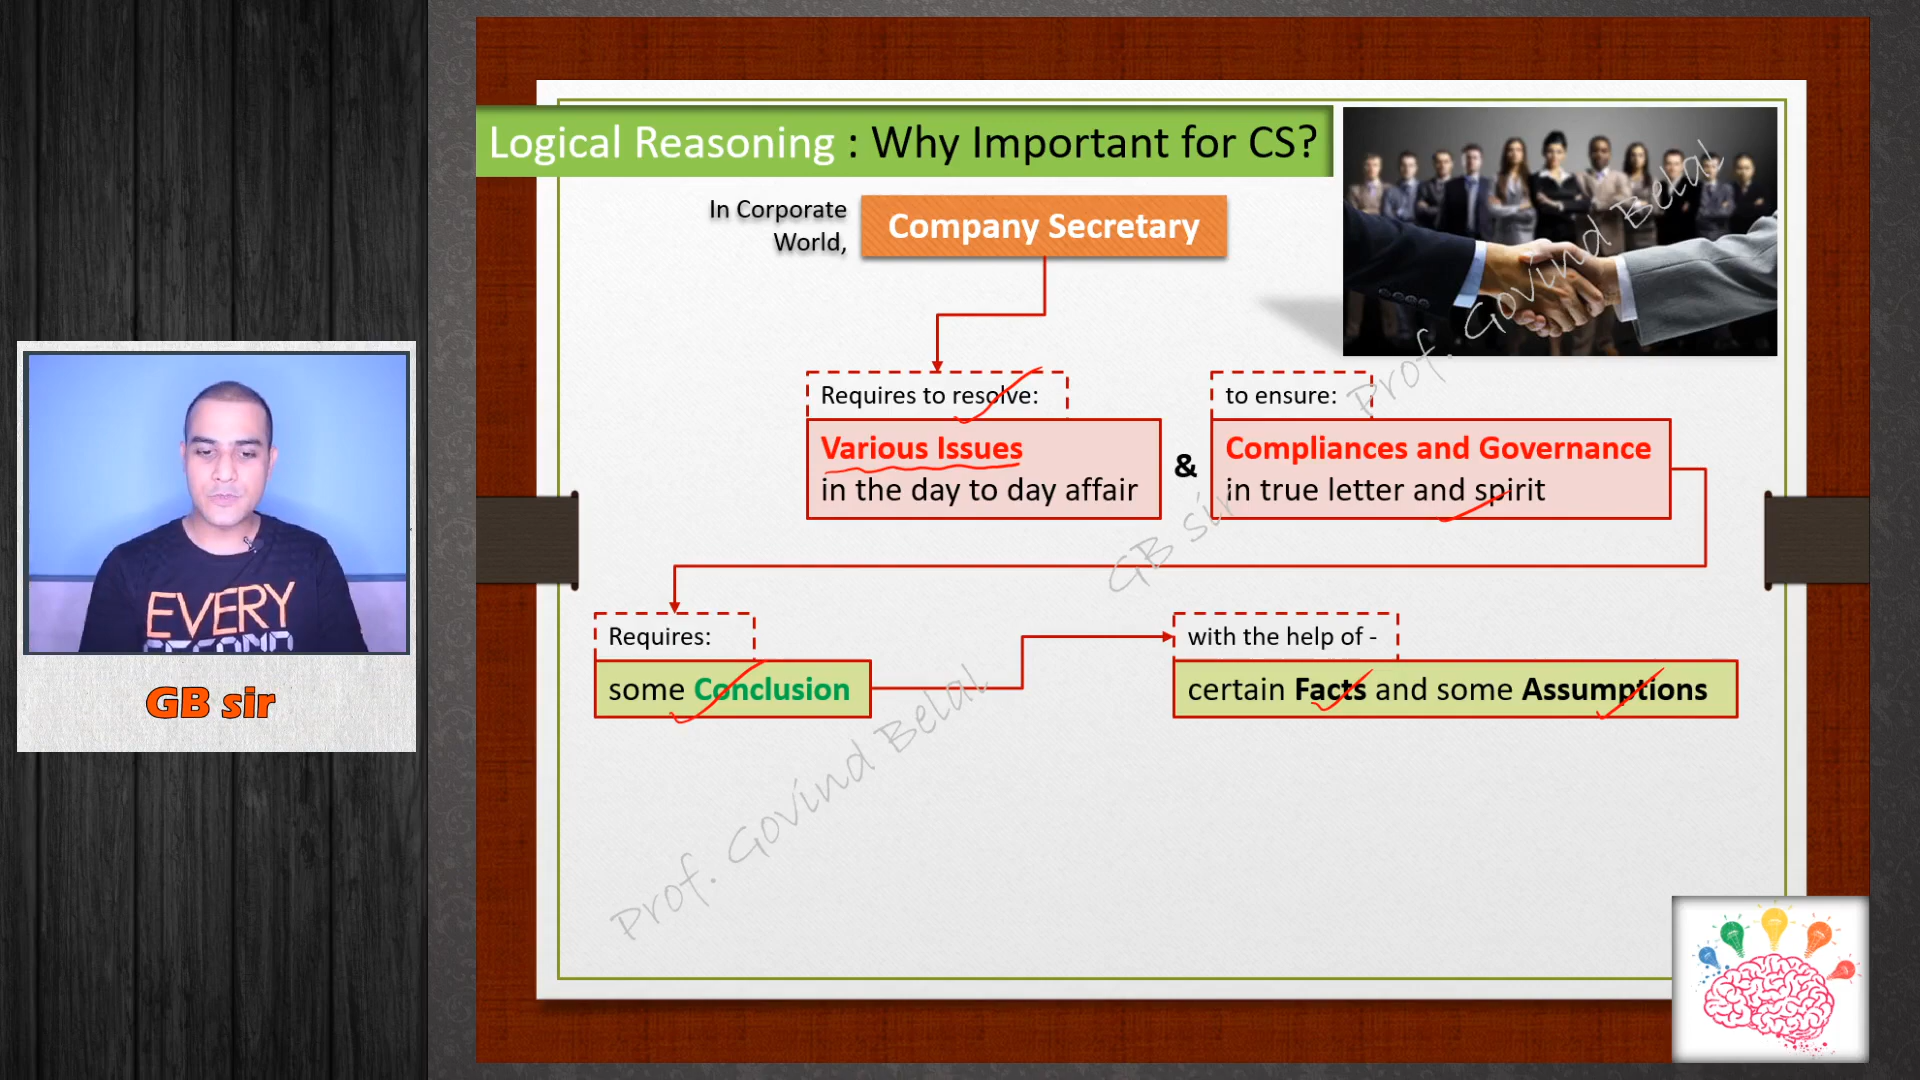 Logical Reasoning : Why Important for CS?
In Corporate
World,
Company Secretary
Requires to resolve:
Various Issues
in the day to day affair
&
to ensure:
Compliances and Governance
in true letter and spirit
Requires:
some Conclusion
with the help of -
certain Facts and some Assumptions
EVERY
SECOND
GB sir
Prof. Govind Belal
GB sir
Prof. Govind Belal